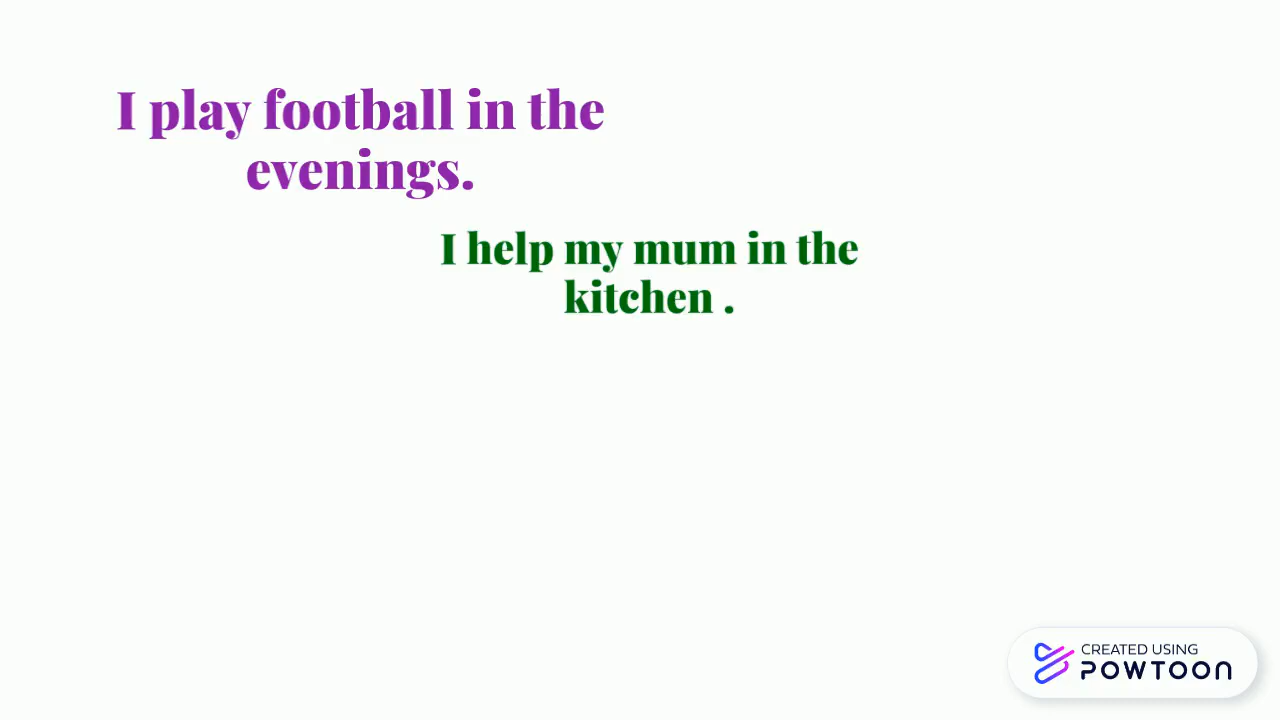 I play football in the
evenings.
I help my mum in the
kitchen .
CREATED USING
POWTOON